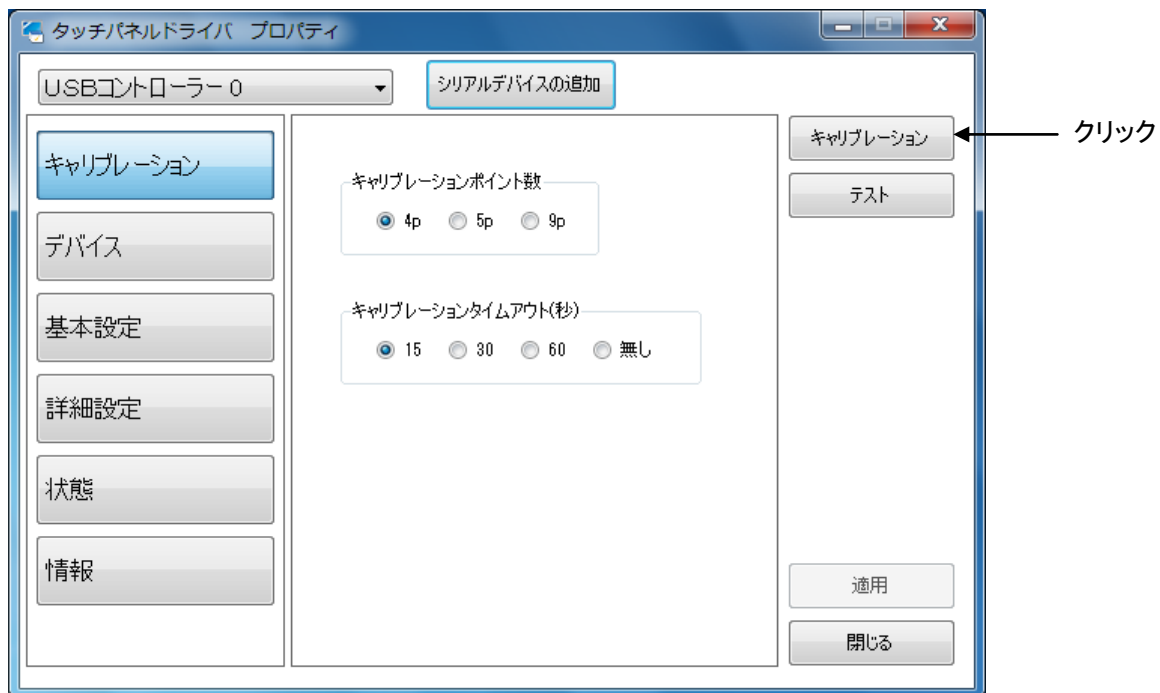 タッチパネルドライバ プロパティ
USBコントローラー 0
シリアルデバイスの追加
キャリブレーション
デバイス
基本設定
詳細設定
状態
情報
キャリブレーションポイント数
4p 5p 9p
キャリブレーションタイムアウト(秒)
15 30 60 無し
キャリブレーション
クリック
テスト
適用
閉じる